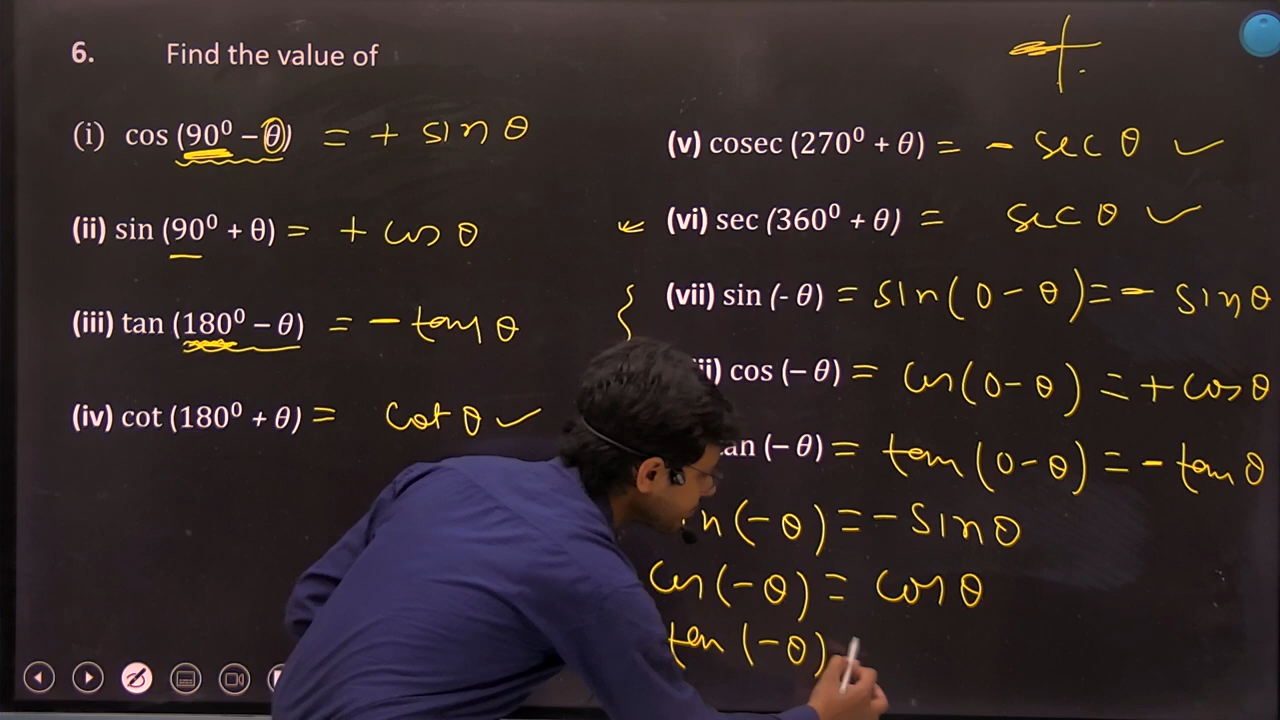 6. Find the value of
(i) cos (90⁰ − θ) = + sin θ
(ii) sin (90⁰ + θ) = + cos θ
(iii) tan (180⁰ − θ) = − tan θ
(iv) cot (180⁰ + θ) = cot θ ✓
(v) cosec (270⁰ + θ) = − sec θ ✓
(vi) sec (360⁰ + θ) = sec θ ✓
(vii) sin (- θ) = sin(0 − θ) = − sin θ
ii) cos (− θ) = cos(0 − θ) = + cos θ
an (− θ) = tan(0 − θ) = − tan θ
n(−θ) = − sin θ
cos(−θ) = cos θ
tan(−θ)